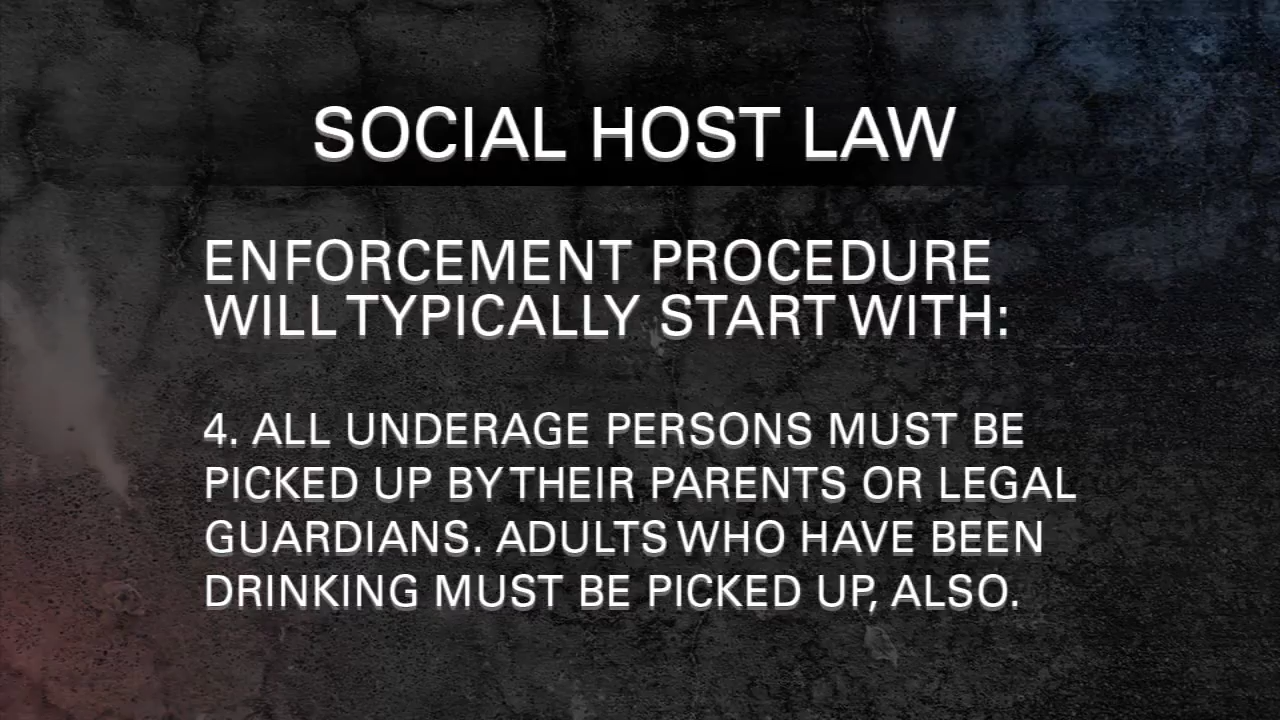 SOCIAL HOST LAW
ENFORCEMENT PROCEDURE
WILL TYPICALLY START WITH:
4. ALL UNDERAGE PERSONS MUST BE
PICKED UP BY THEIR PARENTS OR LEGAL
GUARDIANS. ADULTS WHO HAVE BEEN
DRINKING MUST BE PICKED UP, ALSO.